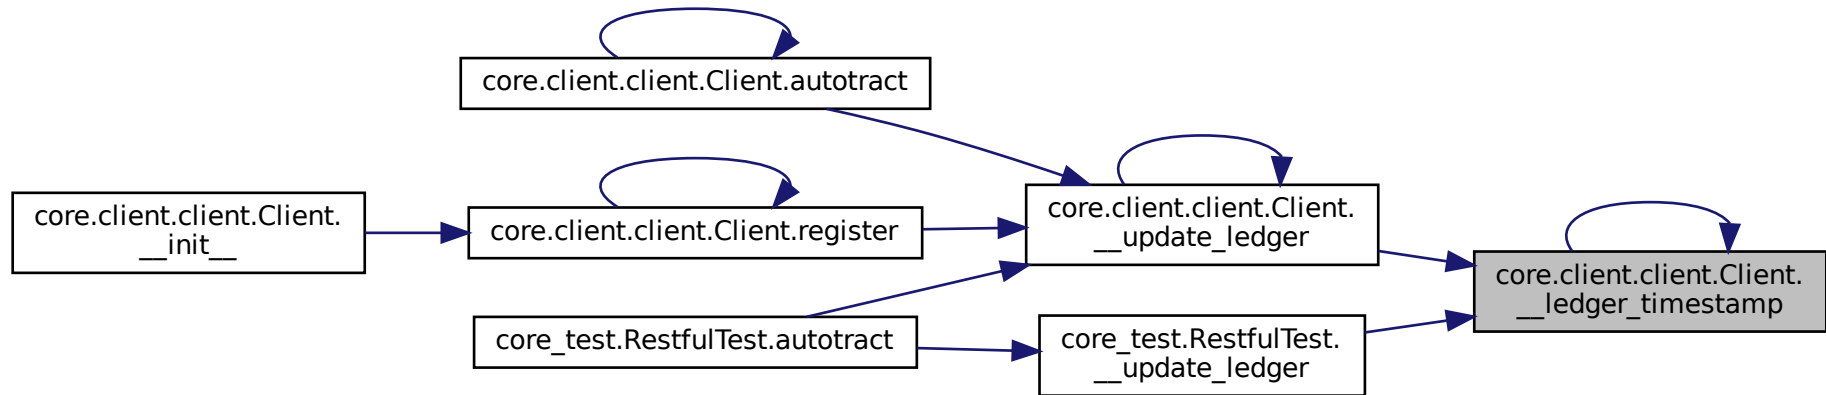 core.client.client.Client.autotract
core.client.client.Client.
__init__
core.client.client.Client.register
core.client.client.Client.
__update_ledger
core.client.client.Client.
__ledger_timestamp
core_test.RestfulTest.autotract
core_test.RestfulTest.
__update_ledger